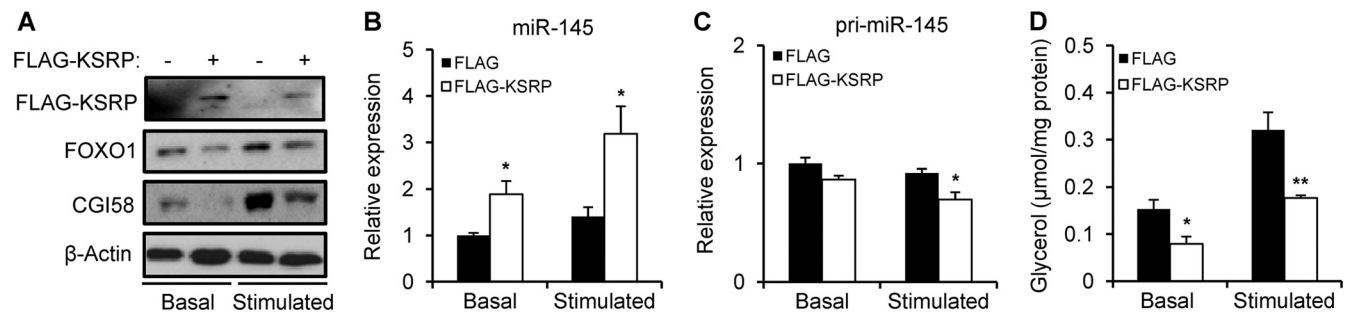 A
FLAG-KSRP: - + - +
FLAG-KSRP
FOXO1
CGI58
β-Actin
Basal Stimulated
B
miR-145
Relative expression
5
4
3
2
1
0
FLAG
FLAG-KSRP
*
*
Basal Stimulated
C
pri-miR-145
Relative expression
2
1
0
FLAG
FLAG-KSRP
*
Basal Stimulated
D
Glycerol (μmol/mg protein)
0.5
0.4
0.3
0.2
0.1
0
FLAG
FLAG-KSRP
*
**
Basal Stimulated